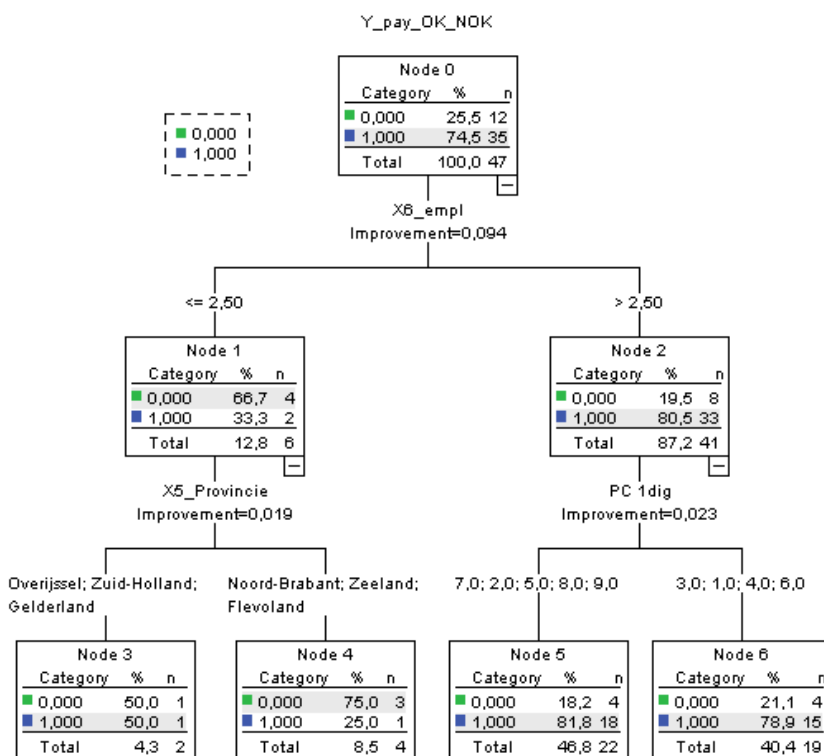 Y_pay_OK_NOK
Node 0
Category % n
0,000 25,5 12
1,000 74,5 35
Total 100,0 47
0,000
1,000
X6_empl
Improvement=0,094
<= 2,50
> 2,50
Node 1
Category % n
0,000 66,7 4
1,000 33,3 2
Total 12,8 6
Node 2
Category % n
0,000 19,5 8
1,000 80,5 33
Total 87,2 41
X5_Provincie
Improvement=0,019
PC 1dig
Improvement=0,023
Overijssel; Zuid-Holland;
Gelderland
Noord-Brabant; Zeeland;
Flevoland
7,0; 2,0; 5,0; 8,0; 9,0
3,0; 1,0; 4,0; 6,0
Node 3
Category % n
0,000 50,0 1
1,000 50,0 1
Total 4,3 2
Node 4
Category % n
0,000 75,0 3
1,000 25,0 1
Total 8,5 4
Node 5
Category % n
0,000 18,2 4
1,000 81,8 18
Total 46,8 22
Node 6
Category % n
0,000 21,1 4
1,000 78,9 15
Total 40,4 19